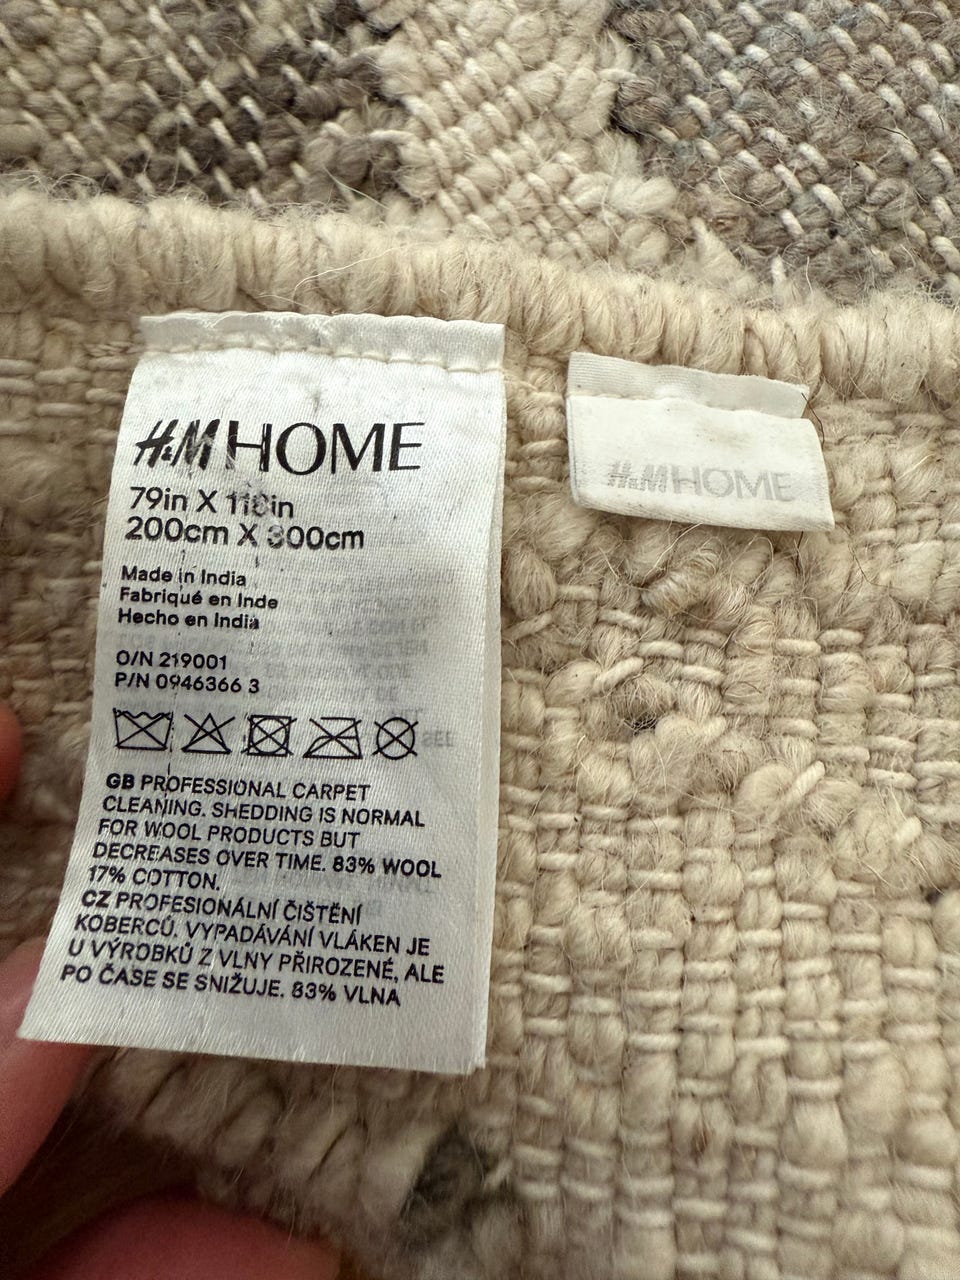 H&M HOME
79in X 118in
200cm X 300cm
Made in India
Fabriqué en Inde
Hecho en India
O/N 219001
P/N 0946366 3
GB PROFESSIONAL CARPET
CLEANING. SHEDDING IS NORMAL
FOR WOOL PRODUCTS BUT
DECREASES OVER TIME. 83% WOOL
17% COTTON.
CZ PROFESIONÁLNÍ ČIŠTĚNÍ
KOBERCŮ. VYPADÁVÁNÍ VLÁKEN JE
U VÝROBKŮ Z VLNY PŘIROZENÉ, ALE
PO ČASE SE SNIŽUJE. 83% VLNA
H&M HOME